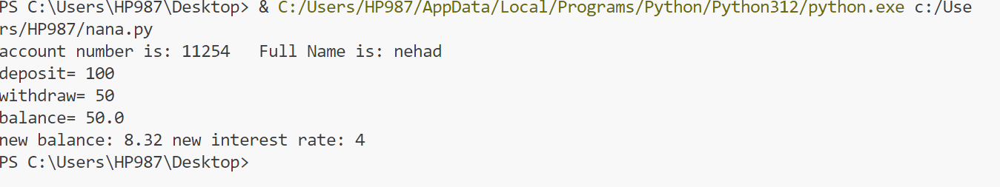 PS C:\Users\HP987\Desktop> & C:/Users/HP987/AppData/Local/Programs/Python/Python312/python.exe c:/Use
rs/HP987/nana.py
account number is: 11254   Full Name is: nehad
deposit= 100
withdraw= 50
balance= 50.0
new balance: 8.32 new interest rate: 4
PS C:\Users\HP987\Desktop>